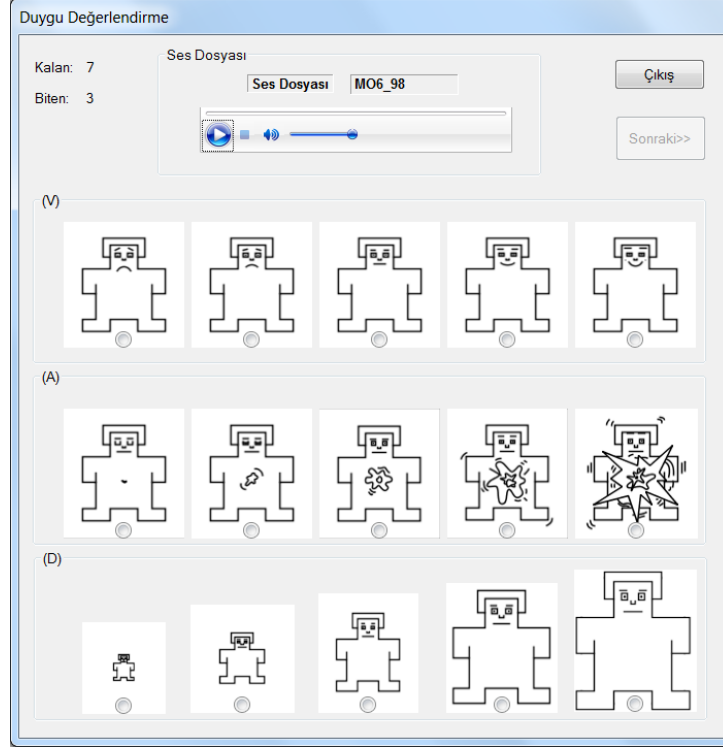 Duygu Değerlendirme
Kalan: 7
Biten: 3
Ses Dosyası
Ses Dosyası MO6_98
Çıkış
Sonraki>>
(V)
(A)
(D)